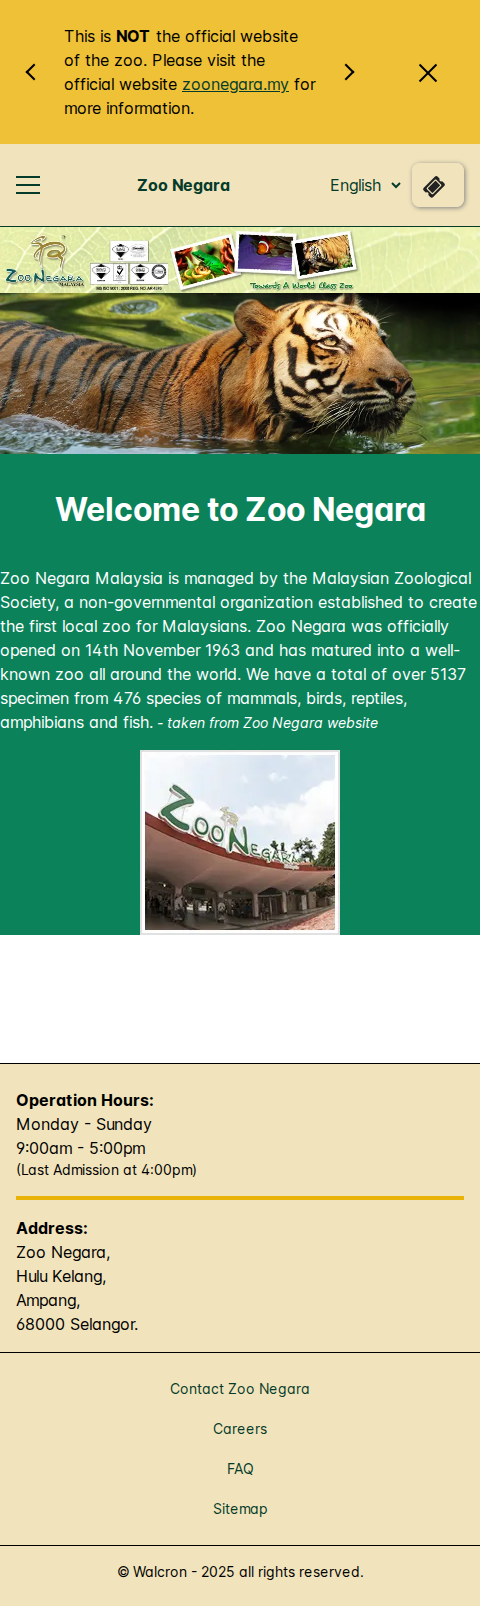 This is NOT the official website
of the zoo. Please visit the
official website zoonegara.my for
more information.
Zoo Negara
English
ZOO NEGARA
MALAYSIA
Towards A World Class Zoo
Welcome to Zoo Negara
Zoo Negara Malaysia is managed by the Malaysian Zoological
Society, a non-governmental organization established to create
the first local zoo for Malaysians. Zoo Negara was officially
opened on 14th November 1963 and has matured into a well-
known zoo all around the world. We have a total of over 5137
specimen from 476 species of mammals, birds, reptiles,
amphibians and fish. - taken from Zoo Negara website
ZOO NEGARA
Operation Hours:
Monday - Sunday
9:00am - 5:00pm
(Last Admission at 4:00pm)
Address:
Zoo Negara,
Hulu Kelang,
Ampang,
68000 Selangor.
Contact Zoo Negara
Careers
FAQ
Sitemap
© Walcron - 2025 all rights reserved.